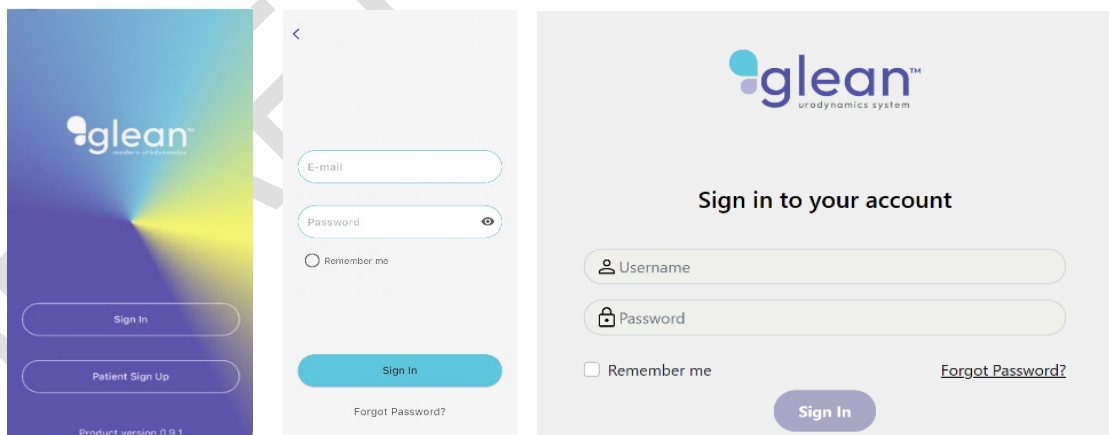 glean™
modern urodynamics
Sign In
Patient Sign Up
Product version 0.9.1
E-mail
Password
Remember me
Sign In
Forgot Password?
glean™
urodynamics system
Sign in to your account
Username
Password
Remember me
Forgot Password?
Sign In